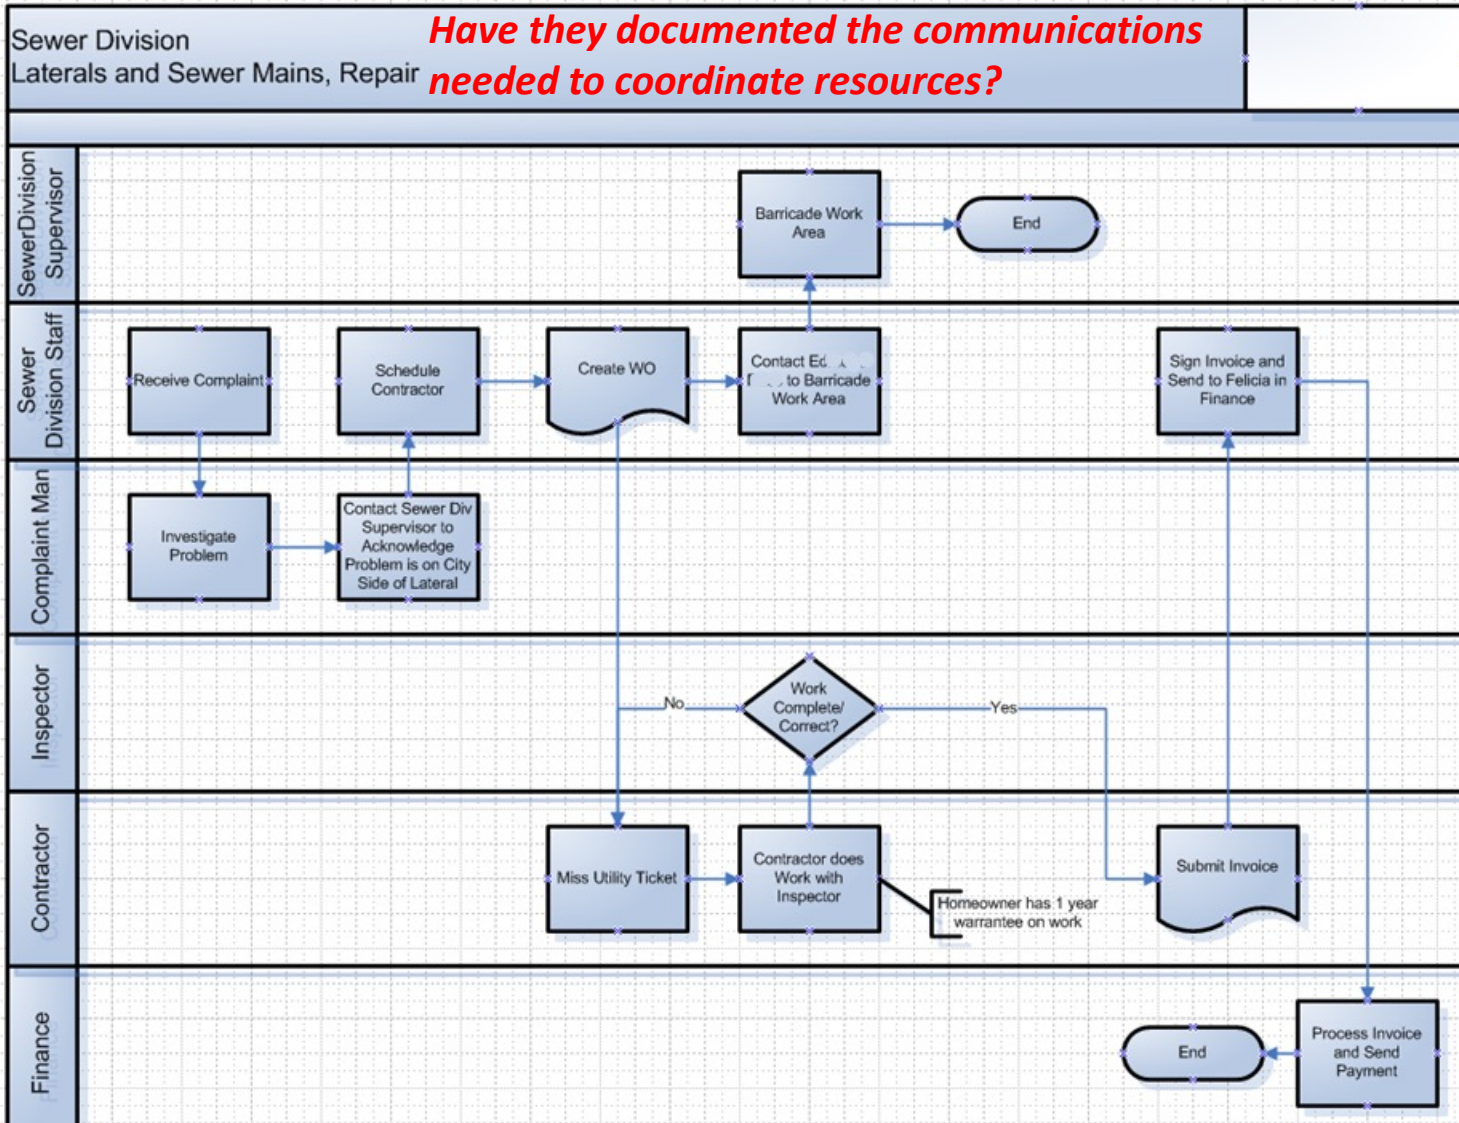 Sewer Division
Laterals and Sewer Mains, Repair
Have they documented the communications
needed to coordinate resources?
SewerDivision
Supervisor
Barricade Work
Area
End
Sewer
Division Staff
Receive Complaint
Schedule
Contractor
Create WO
Contact
to Barricade
Work Area
Sign Invoice and
Send to Felicia in
Finance
Complaint Man
Investigate
Problem
Contact Sewer Div
Supervisor to
Acknowledge
Problem is on City
Side of Lateral
Inspector
No
Work
Complete/
Correct?
Yes
Contractor
Miss Utility Ticket
Contractor does
Work with
Inspector
Homeowner has 1 year
warrantee on work
Submit Invoice
Finance
End
Process Invoice
and Send
Payment